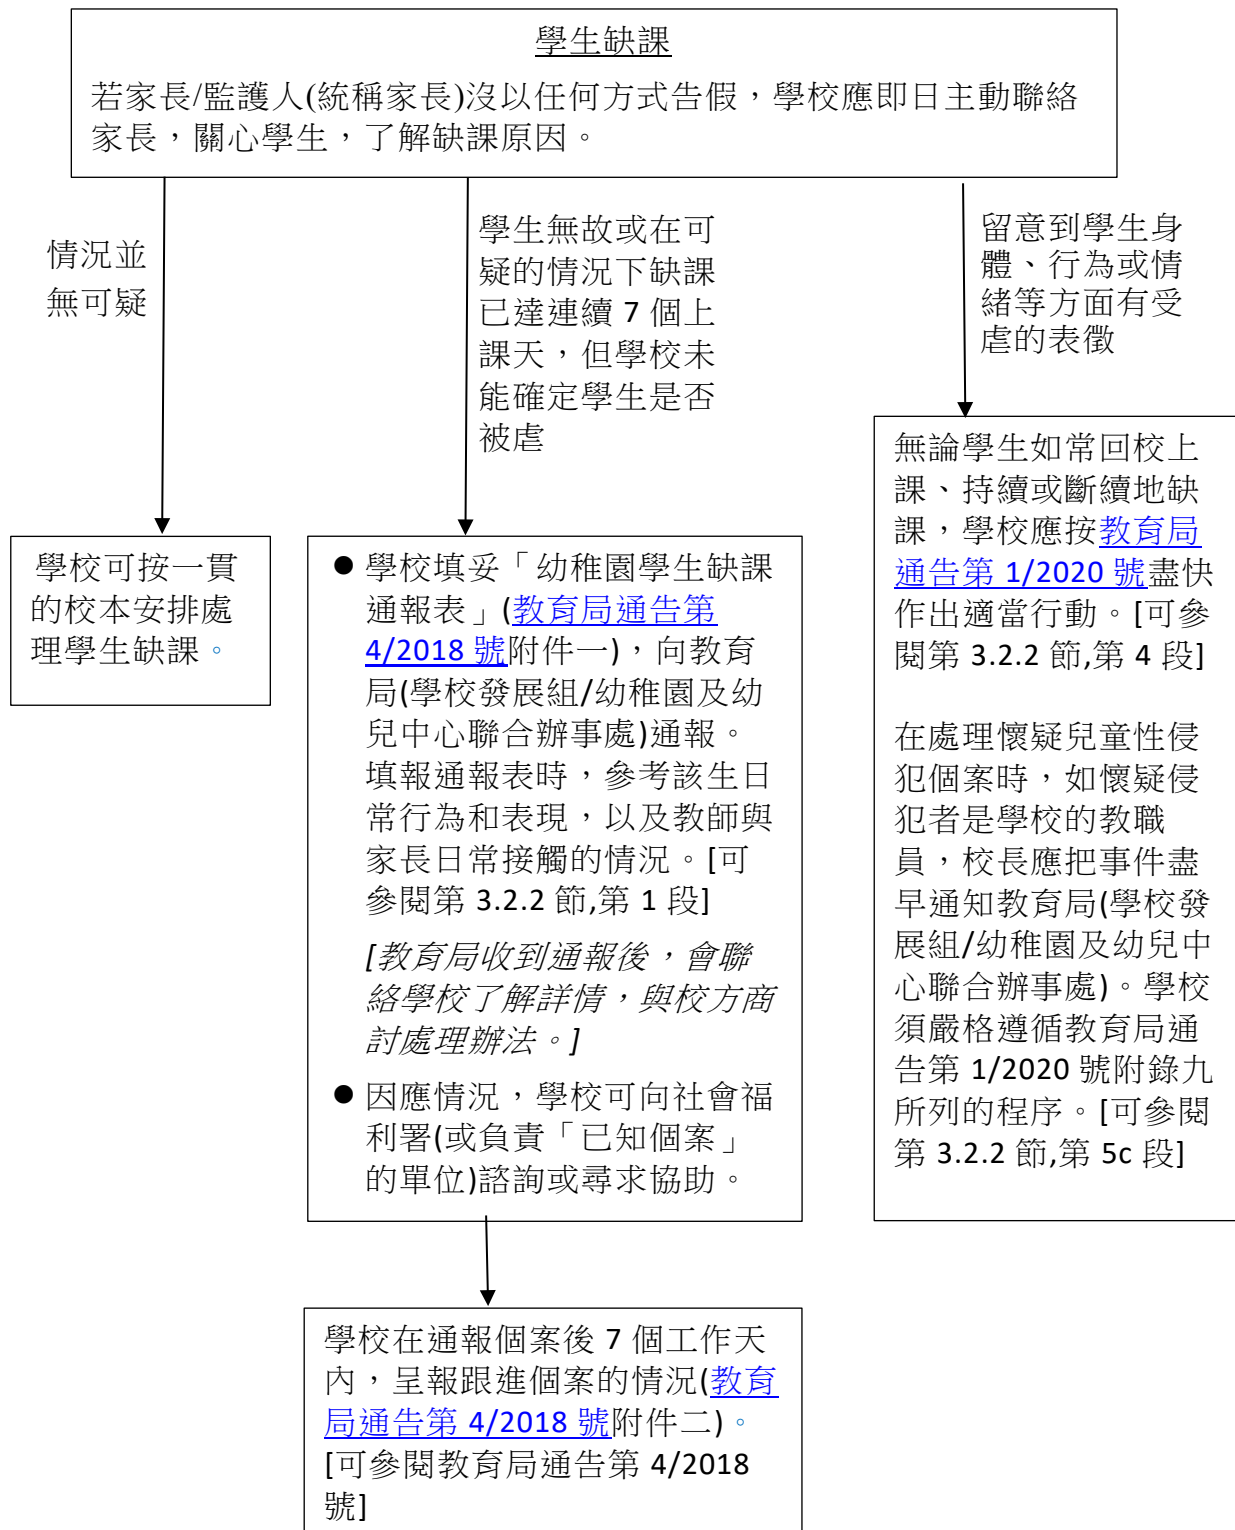 學生缺課
若家長/監護人(統稱家長)沒以任何方式告假，學校應即日主動聯絡
家長，關心學生，了解缺課原因。
情況並
無可疑
學生無故或在可
疑的情況下缺課
已達連續 7 個上
課天，但學校未
能確定學生是否
被虐
留意到學生身
體、行為或情
緒等方面有受
虐的表徵
學校可按一貫
的校本安排處
理學生缺課。
● 學校填妥「幼稚園學生缺課
通報表」(教育局通告第
4/2018 號附件一)，向教育
局(學校發展組/幼稚園及幼
兒中心聯合辦事處)通報。
填報通報表時，參考該生日
常行為和表現，以及教師與
家長日常接觸的情況。[可
參閱第 3.2.2 節,第 1 段]
[教育局收到通報後，會聯
絡學校了解詳情，與校方商
討處理辦法。]
● 因應情況，學校可向社會福
利署(或負責「已知個案」
的單位)諮詢或尋求協助。
無論學生如常回校上
課、持續或斷續地缺
課，學校應按教育局
通告第 1/2020 號盡快
作出適當行動。[可參
閱第 3.2.2 節,第 4 段]
在處理懷疑兒童性侵
犯個案時，如懷疑侵
犯者是學校的教職
員，校長應把事件盡
早通知教育局(學校發
展組/幼稚園及幼兒中
心聯合辦事處)。學校
須嚴格遵循教育局通
告第 1/2020 號附錄九
所列的程序。[可參閱
第 3.2.2 節,第 5c 段]
學校在通報個案後 7 個工作天
內，呈報跟進個案的情況(教育
局通告第 4/2018 號附件二)。
[可參閱教育局通告第 4/2018
號]